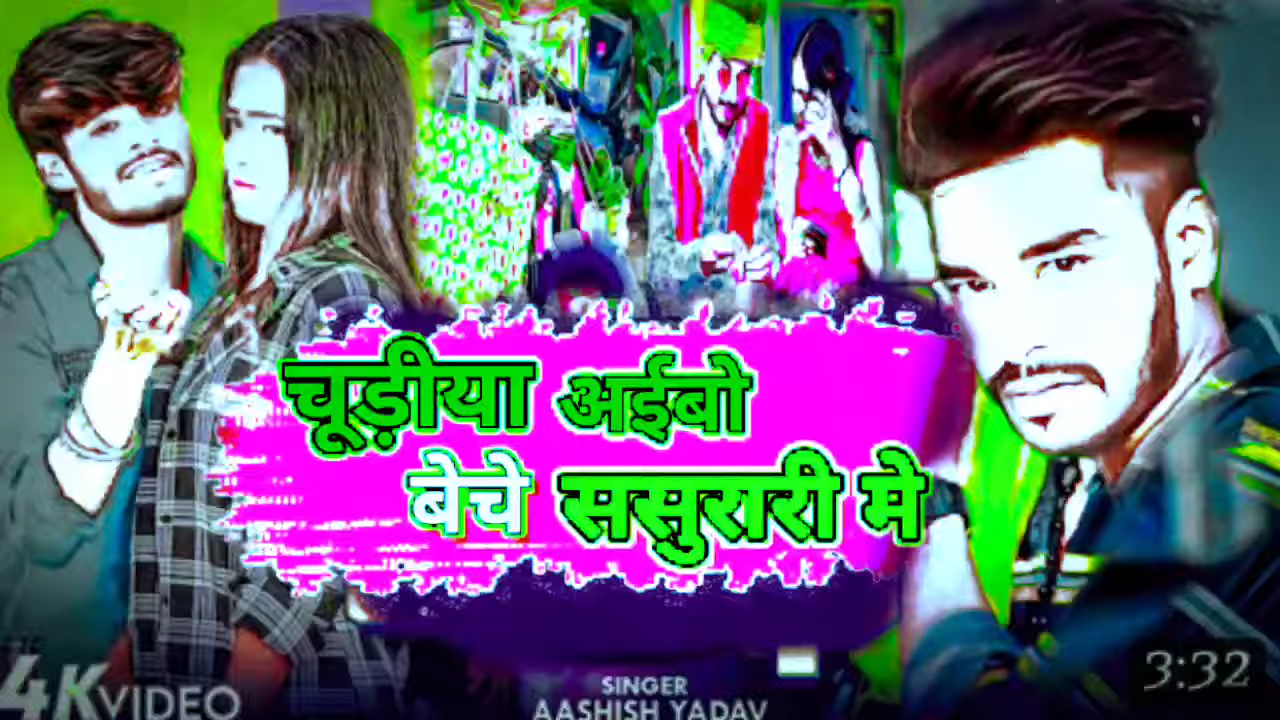 चूड़ीया अईबो
बेचे ससुरारी मे
4K VIDEO
SINGER
AASHISH YADAV
3:32